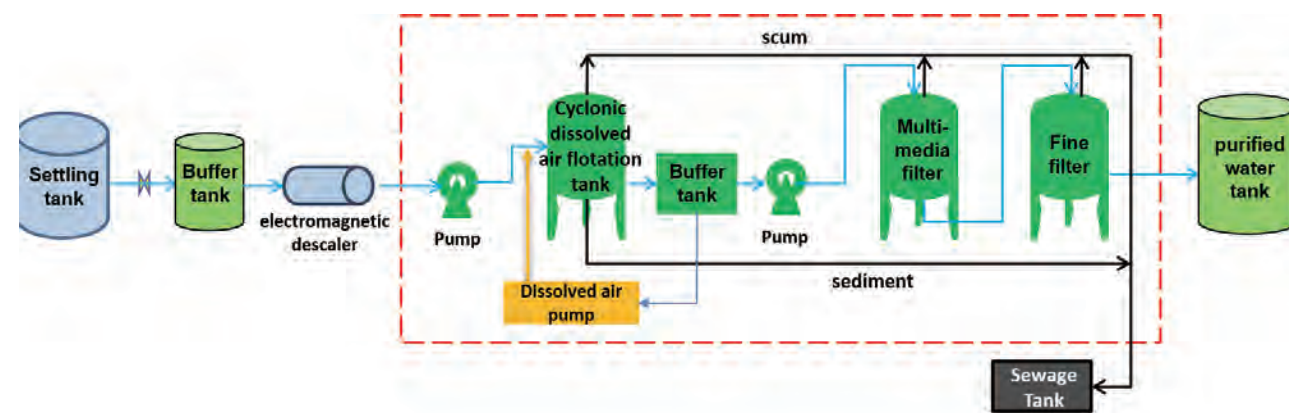 scum
Settling
tank
Buffer
tank
electromagnetic
descaler
Pump
Cyclonic
dissolved
air flotation
tank
Buffer
tank
Pump
Multi-
media
filter
Fine
filter
purified
water
tank
sediment
Dissolved air
pump
Sewage
Tank